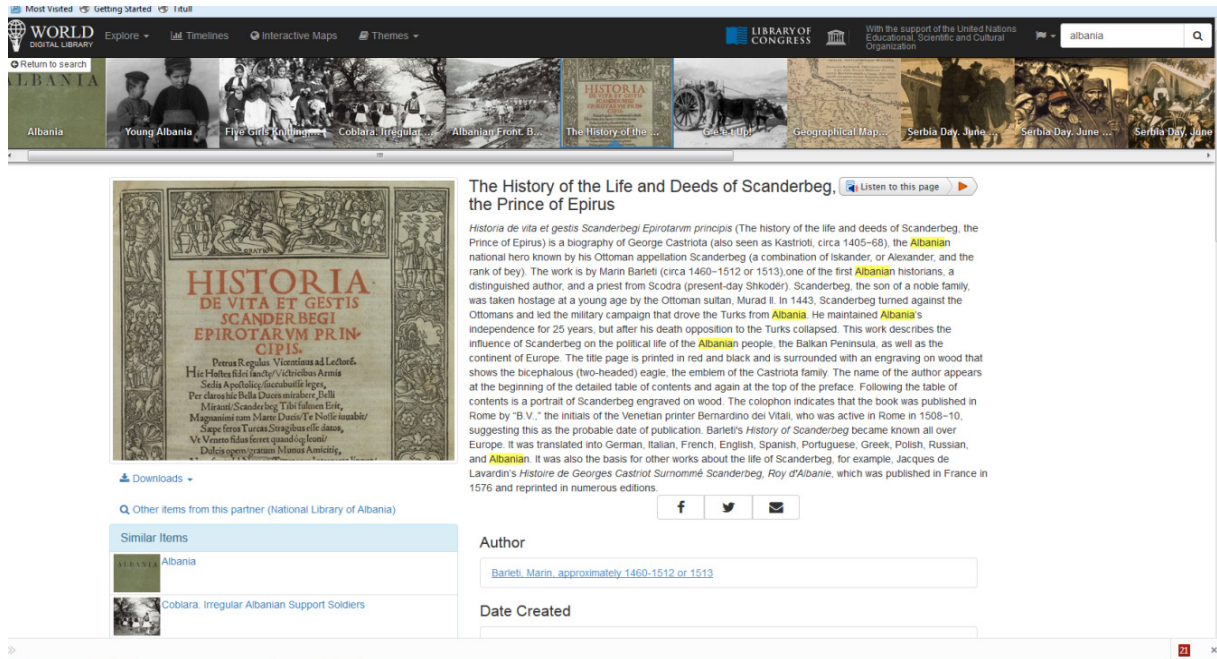 Most Visited Getting Started Titull
WORLD
DIGITAL LIBRARY
Explore Timelines Interactive Maps Themes
LIBRARY OF
CONGRESS
With the support of the United Nations
Educational, Scientific and Cultural
Organization
albania
Return to search
ALBANIA
Albania
Young Albania
Five Girls Knitting...
Coblara. Irregular ...
Albanian Front. B...
HISTORIA
The History of the ...
G-e-e-t Up!
Geographical Map...
Serbia Day. June ...
Serbia Day. June ...
Serbia Day. June
HISTORIA
DE VITA ET GESTIS
SCANDERBEGI
EPIROTARVM PRIN-
CIPIS.
Petrus Regulus Vicentinus ad Lectorē.
Per claros hic Bella Duces mirabere, Belli
Downloads
Other items from this partner (National Library of Albania)
Similar Items
ALBANIA
Albania
Coblara. Irregular Albanian Support Soldiers
The History of the Life and Deeds of Scanderbeg,
the Prince of Epirus
Listen to this page
Historia de vita et gestis Scanderbegi Epirotarvm principis (The history of the life and deeds of Scanderbeg, the
Prince of Epirus) is a biography of George Castriota (also seen as Kastrioti, circa 1405–68), the Albanian
national hero known by his Ottoman appellation Scanderbeg (a combination of Iskander, or Alexander, and the
rank of bey). The work is by Marin Barleti (circa 1460–1512 or 1513),one of the first Albanian historians, a
distinguished author, and a priest from Scodra (present-day Shkodër). Scanderbeg, the son of a noble family,
was taken hostage at a young age by the Ottoman sultan, Murad II. In 1443, Scanderbeg turned against the
Ottomans and led the military campaign that drove the Turks from Albania. He maintained Albania's
independence for 25 years, but after his death opposition to the Turks collapsed. This work describes the
influence of Scanderbeg on the political life of the Albanian people, the Balkan Peninsula, as well as the
continent of Europe. The title page is printed in red and black and is surrounded with an engraving on wood that
shows the bicephalous (two-headed) eagle, the emblem of the Castriota family. The name of the author appears
at the beginning of the detailed table of contents and again at the top of the preface. Following the table of
contents is a portrait of Scanderbeg engraved on wood. The colophon indicates that the book was published in
Rome by "B.V.," the initials of the Venetian printer Bernardino dei Vitali, who was active in Rome in 1508–10,
suggesting this as the probable date of publication. Barleti's History of Scanderbeg became known all over
Europe. It was translated into German, Italian, French, English, Spanish, Portuguese, Greek, Polish, Russian,
and Albanian. It was also the basis for other works about the life of Scanderbeg, for example, Jacques de
Lavardin's Histoire de Georges Castriot Surnommé Scanderbeg, Roy d'Albanie, which was published in France in
1576 and reprinted in numerous editions.
Author
Barleti, Marin, approximately 1460-1512 or 1513
Date Created
21